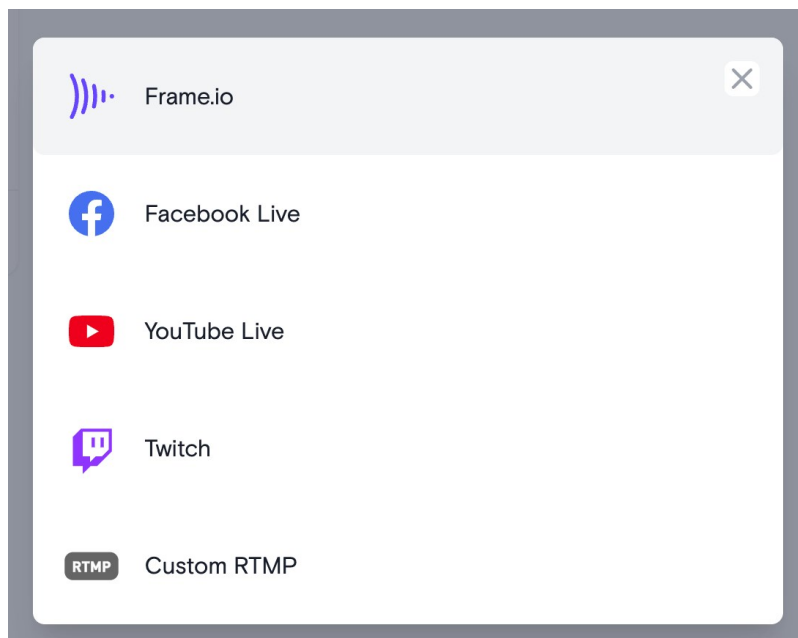 Frame.io
Facebook Live
YouTube Live
Twitch
RTMP Custom RTMP